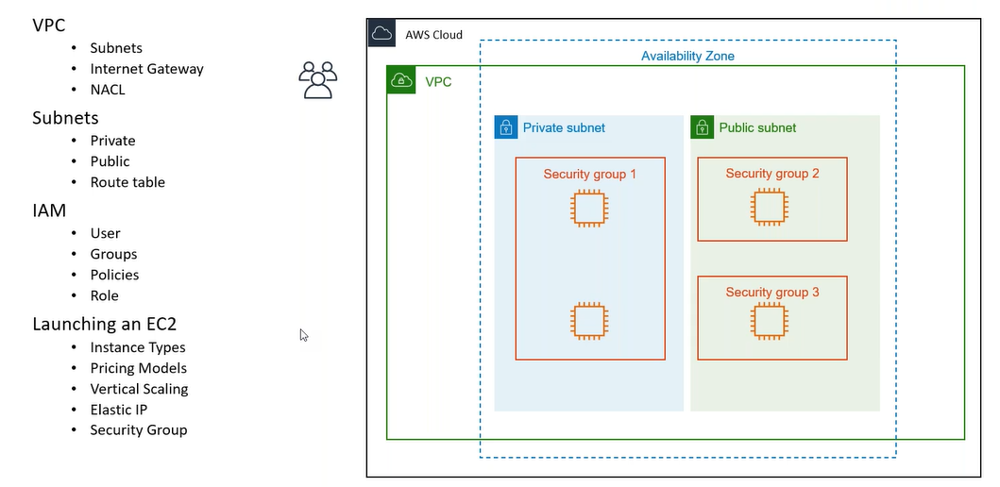 VPC
• Subnets
• Internet Gateway
• NACL
Subnets
• Private
• Public
• Route table
IAM
• User
• Groups
• Policies
• Role
Launching an EC2
• Instance Types
• Pricing Models
• Vertical Scaling
• Elastic IP
• Security Group
AWS Cloud
Availability Zone
VPC
Private subnet
Security group 1
Public subnet
Security group 2
Security group 3